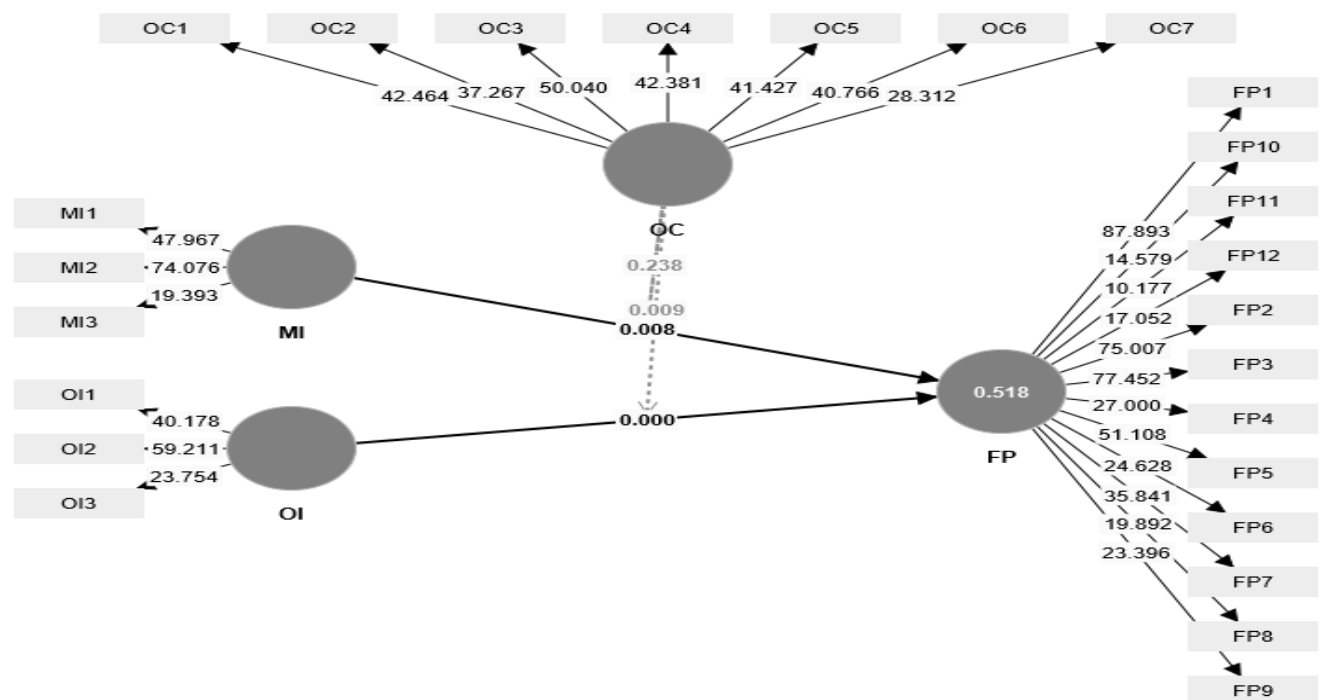 OC1 OC2 OC3 OC4 OC5 OC6 OC7
42.464 37.267 50.040 42.381 41.427 40.766 28.312
OC
0.238
0.009
0.008
0.000
MI1
MI2
MI3
47.967
74.076
19.393
MI
OI1
OI2
OI3
40.178
59.211
23.754
OI
0.518
FP
87.893
14.579
10.177
17.052
75.007
77.452
27.000
51.108
24.628
35.841
19.892
23.396
FP1
FP10
FP11
FP12
FP2
FP3
FP4
FP5
FP6
FP7
FP8
FP9